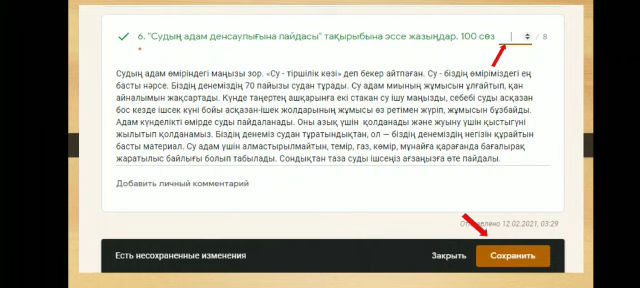 6. "Судың адам денсаулығына пайдасы" тақырыбына эссе жазыңдар. 100 сөз
/ 8
*
Судың адам өміріндегі маңызы зор. «Су - тіршілік көзі» деп бекер айтпаған. Су - біздің өміріміздегі ең
басты нәрсе. Біздің денеміздің 70 пайызы судан тұрады. Су адам миының жұмысын ұлғайтып, қан
айналымын жақсартады. Күнде таңертең ашқарынға екі стакан су ішу маңызды, себебі суды асқазан
бос кезде ішсек күні бойы асқазан-ішек жолдарының жұмысы өз ретімен жүріп, жұмысын бұзбайды.
Адам күнделікті өмірде суды пайдаланады. Оны азық үшін қолданады және жуыну үшін қыстыгүні
жылытып қолданамыз. Біздің денеміз судан тұратындықтан, ол — біздің денеміздің негізін құрайтын
басты материал. Су адам үшін алмастырылмайтын, темір, газ, көмір, мұнайға қарағанда бағалырақ
жаратылыс байлығы болып табылады. Сондықтан таза суды ішсеңіз ағзаңызға өте пайдалы.
Добавить личный комментарий
Отправлено 12.02.2021, 03:29
Есть несохраненные изменения
Закрыть
Сохранить